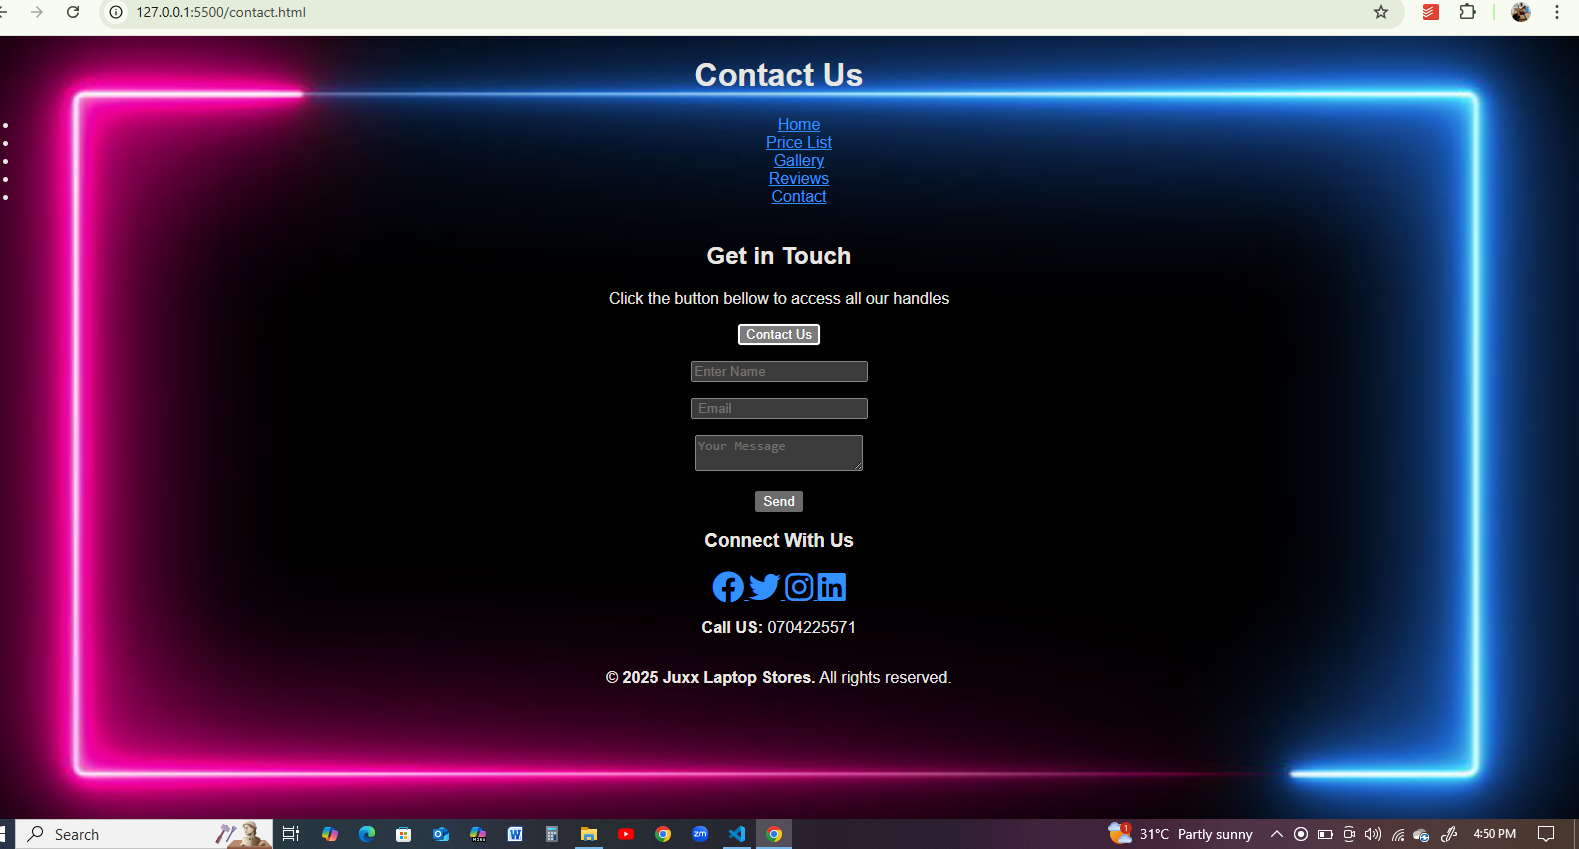 127.0.0.1:5500/contact.html
Contact Us
Home
Price List
Gallery
Reviews
Contact
Get in Touch
Click the button bellow to access all our handles
Contact Us
Enter Name
Email
Your Message
Send
Connect With Us
Call US: 0704225571
© 2025 Juxx Laptop Stores. All rights reserved.
Search
W
zm
1
31°C Partly sunny
4:50 PM